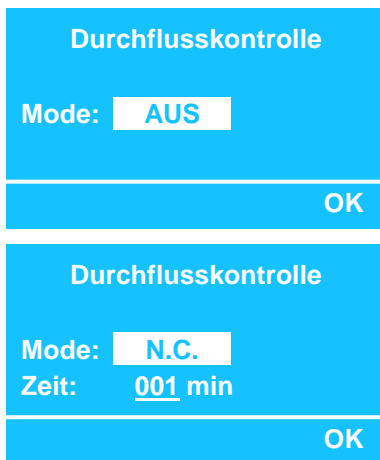 Durchflusskontrolle
Mode: AUS
OK
Durchflusskontrolle
Mode: N.C.
Zeit: 001 min
OK